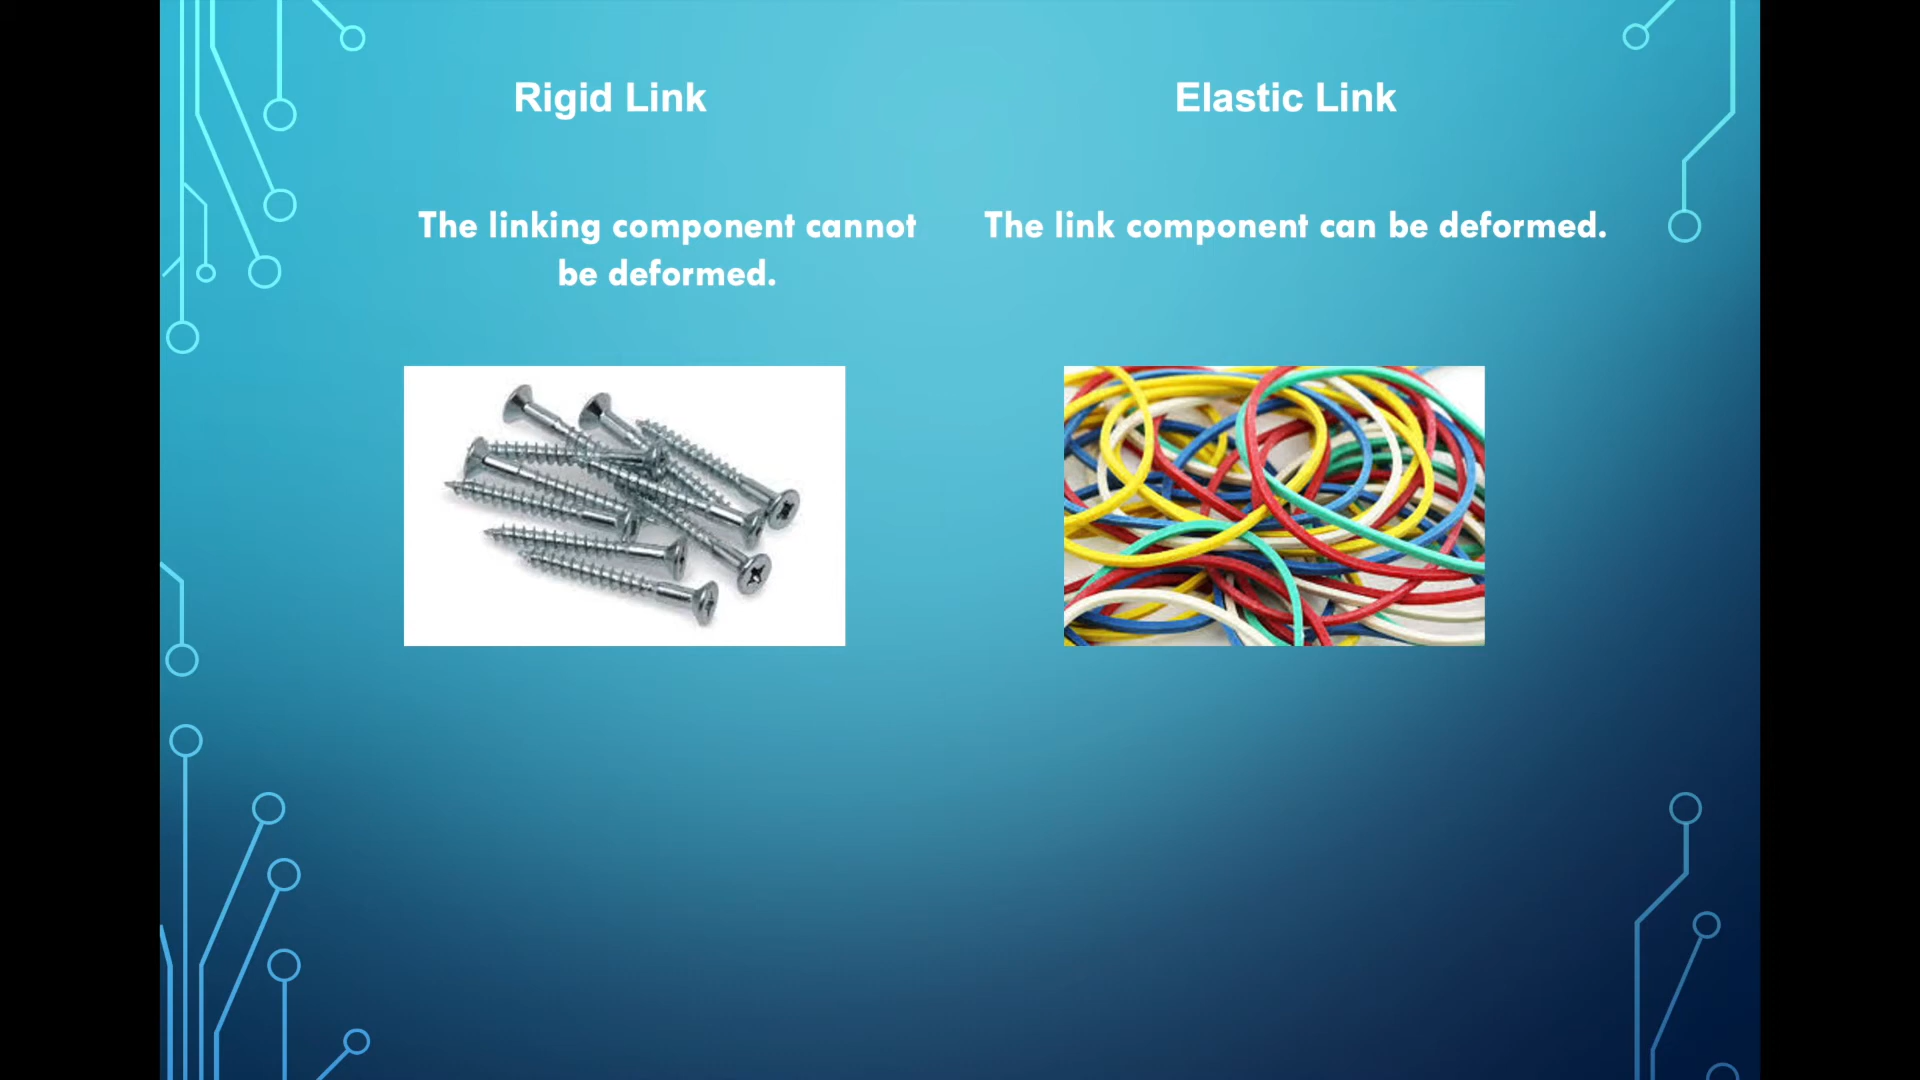 Rigid Link
The linking component cannot
be deformed.
Elastic Link
The link component can be deformed.